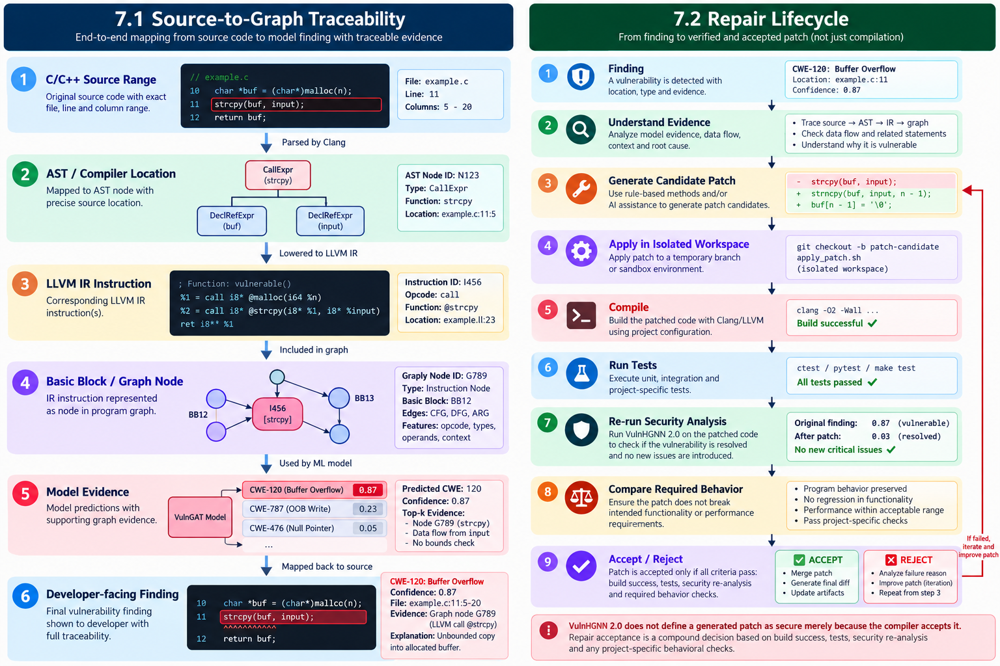 7.1 Source-to-Graph Traceability
End-to-end mapping from source code to model finding with traceable evidence
1
C/C++ Source Range
Original source code with exact
file, line and column range.
// example.c
10 char *buf = (char*)malloc(n);
11 strcpy(buf, input);
12 return buf;
File: example.c
Line: 11
Columns: 5 - 20
Parsed by Clang
2
AST / Compiler Location
Mapped to AST node with
precise source location.
CallExpr
(strcpy)
DeclRefExpr
(buf)
DeclRefExpr
(input)
AST Node ID: N123
Type: CallExpr
Function: strcpy
Location: example.c:11:5
Lowered to LLVM IR
3
LLVM IR Instruction
Corresponding LLVM IR
instruction(s).
; Function: vulnerable()
%1 = call i8* @malloc(i64 %n)
%2 = call i8* @strcpy(i8* %1, i8* %input)
ret i8** %1
Instruction ID: I456
Opcode: call
Function: @strcpy
Location: example.ll:23
Included in graph
4
Basic Block / Graph Node
IR instruction represented
as node in program graph.
BB12
I456
[strcpy]
BB13
Graply Node ID: G789
Type: Instruction Node
Basic Block: BB12
Edges: CFG, DFG, ARG
Features: opcode, types,
operands, context
Used by ML model
5
Model Evidence
Model predictions with
supporting graph evidence.
VulnGAT Model
CWE-120 (Buffer Overflow) 0.87
CWE-787 (OOB Write) 0.23
CWE-476 (Null Pointer) 0.05
...
Predicted CWE: 120
Confidence: 0.87
Top-k Evidence:
- Node G789 (strcpy)
- Data flow from input
- No bounds check
Mapped back to source
6
Developer-facing Finding
Final vulnerability finding
shown to developer with
full traceability.
10 char *buf = (char*)mallcc(n);
11 strcpy(buf, input);
^^^^^^^^^^^
12 return buf;
CWE-120: Buffer Overflow
Confidence: 0.87
File: example.c:11:5-20
Evidence: Graph node G789
(LLVM call @strcpy)
Explanation: Unbounded copy
into allocated buffer.
7.2 Repair Lifecycle
From finding to verified and accepted patch (not just compilation)
1
Finding
A vulnerability is detected with
location, type and evidence.
CWE-120: Buffer Overflow
Location: example.c:11
Confidence: 0.87
2
Understand Evidence
Analyze model evidence, data flow,
context and root cause.
• Trace source → AST → IR → graph
• Check data flow and related statements
• Understand why it is vulnerable
3
Generate Candidate Patch
Use rule-based methods and/or
AI assistance to generate patch candidates.
- strcpy(buf, input);
+ strncpy(buf, input, n - 1);
+ buf[n - 1] = '\0';
4
Apply in Isolated Workspace
Apply patch to a temporary branch
or sandbox environment.
git checkout -b patch-candidate
apply_patch.sh
(isolated workspace)
5
Compile
Build the patched code with Clang/LLVM
using project configuration.
clang -O2 -Wall ...
Build successful ✓
6
Run Tests
Execute unit, integration and
project-specific tests.
ctest / pytest / make test
All tests passed ✓
7
Re-run Security Analysis
Run VulnHGNN 2.0 on the patched code
to check if the vulnerability is resolved
and no new issues are introduced.
Original finding: 0.87 (vulnerable)
After patch: 0.03 (resolved)
No new critical issues ✓
8
Compare Required Behavior
Ensure the patch does not break
intended functionality or performance
requirements.
• Program behavior preserved
• No regression in functionality
• Performance within acceptable range
• Pass project-specific checks
If failed,
iterate and
improve patch
9
Accept / Reject
Patch is accepted only if all criteria pass:
build success, tests, security re-analysis
and required behavior checks.
ACCEPT
• Merge patch
• Generate final diff
• Update artifacts
REJECT
• Analyze failure reason
• Improve patch (iteration)
• Repeat from step 3
VulnHGNN 2.0 does not define a generated patch as secure merely because the compiler accepts it.
Repair acceptance is a compound decision based on build success, tests, security re-analysis
and any project-specific behavioral checks.